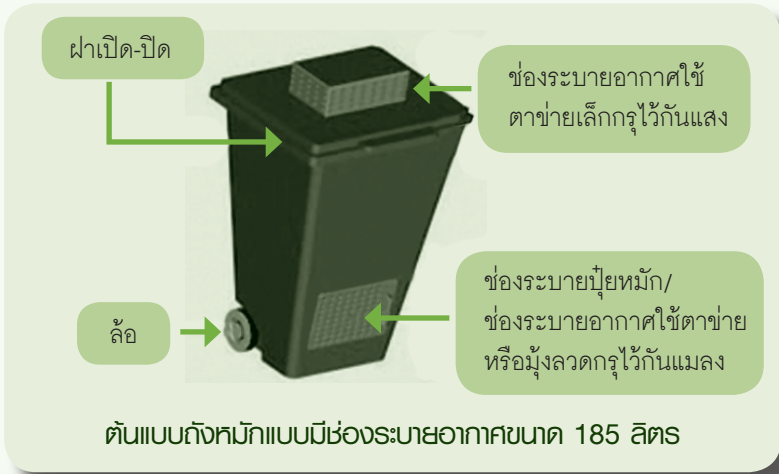 ฝาเปิด-ปิด
ช่องระบายอากาศใช้
ตาข่ายเล็กกรุไว้กันแสง
ล้อ
ช่องระบายปุ๋ยหมัก/
ช่องระบายอากาศใช้ตาข่าย
หรือมุ้งลวดกรุไว้กันแมลง
ต้นแบบถังหมักแบบมีช่องระบายอากาศขนาด 185 ลิตร